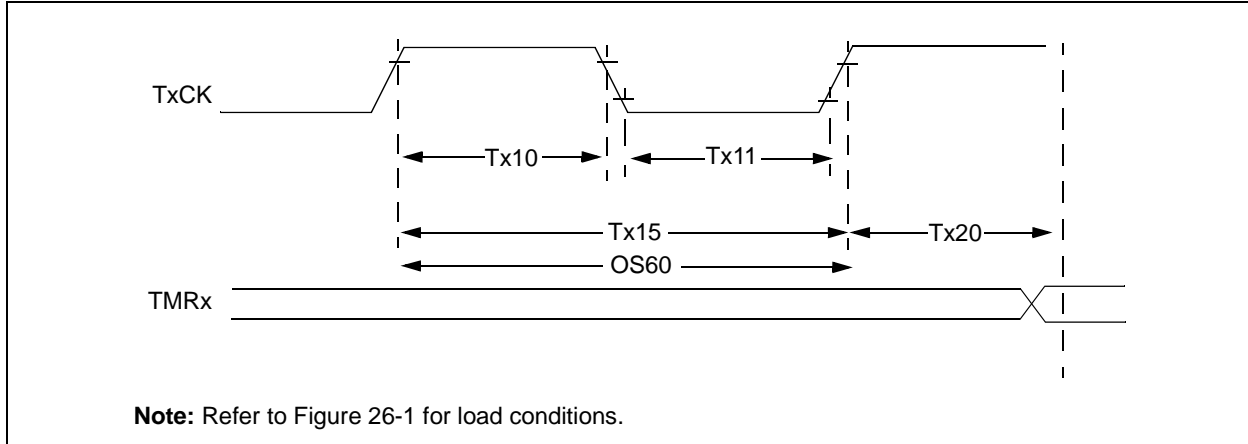 TxCK
Tx10
Tx11
Tx15
Tx20
OS60
TMRx
Note: Refer to Figure 26-1 for load conditions.